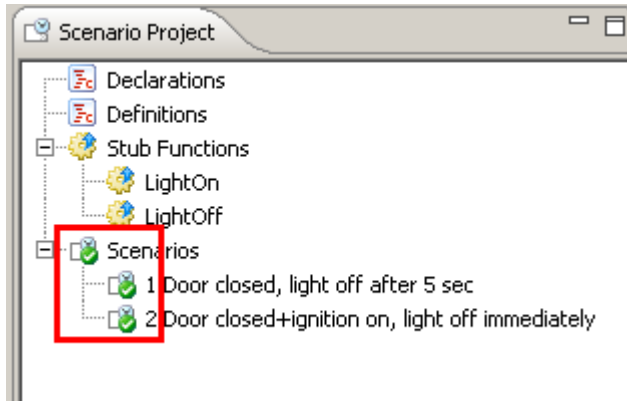 Scenario Project
Declarations
Definitions
Stub Functions
LightOn
LightOff
Scenarios
1 Door closed, light off after 5 sec
2 Door closed+ignition on, light off immediately